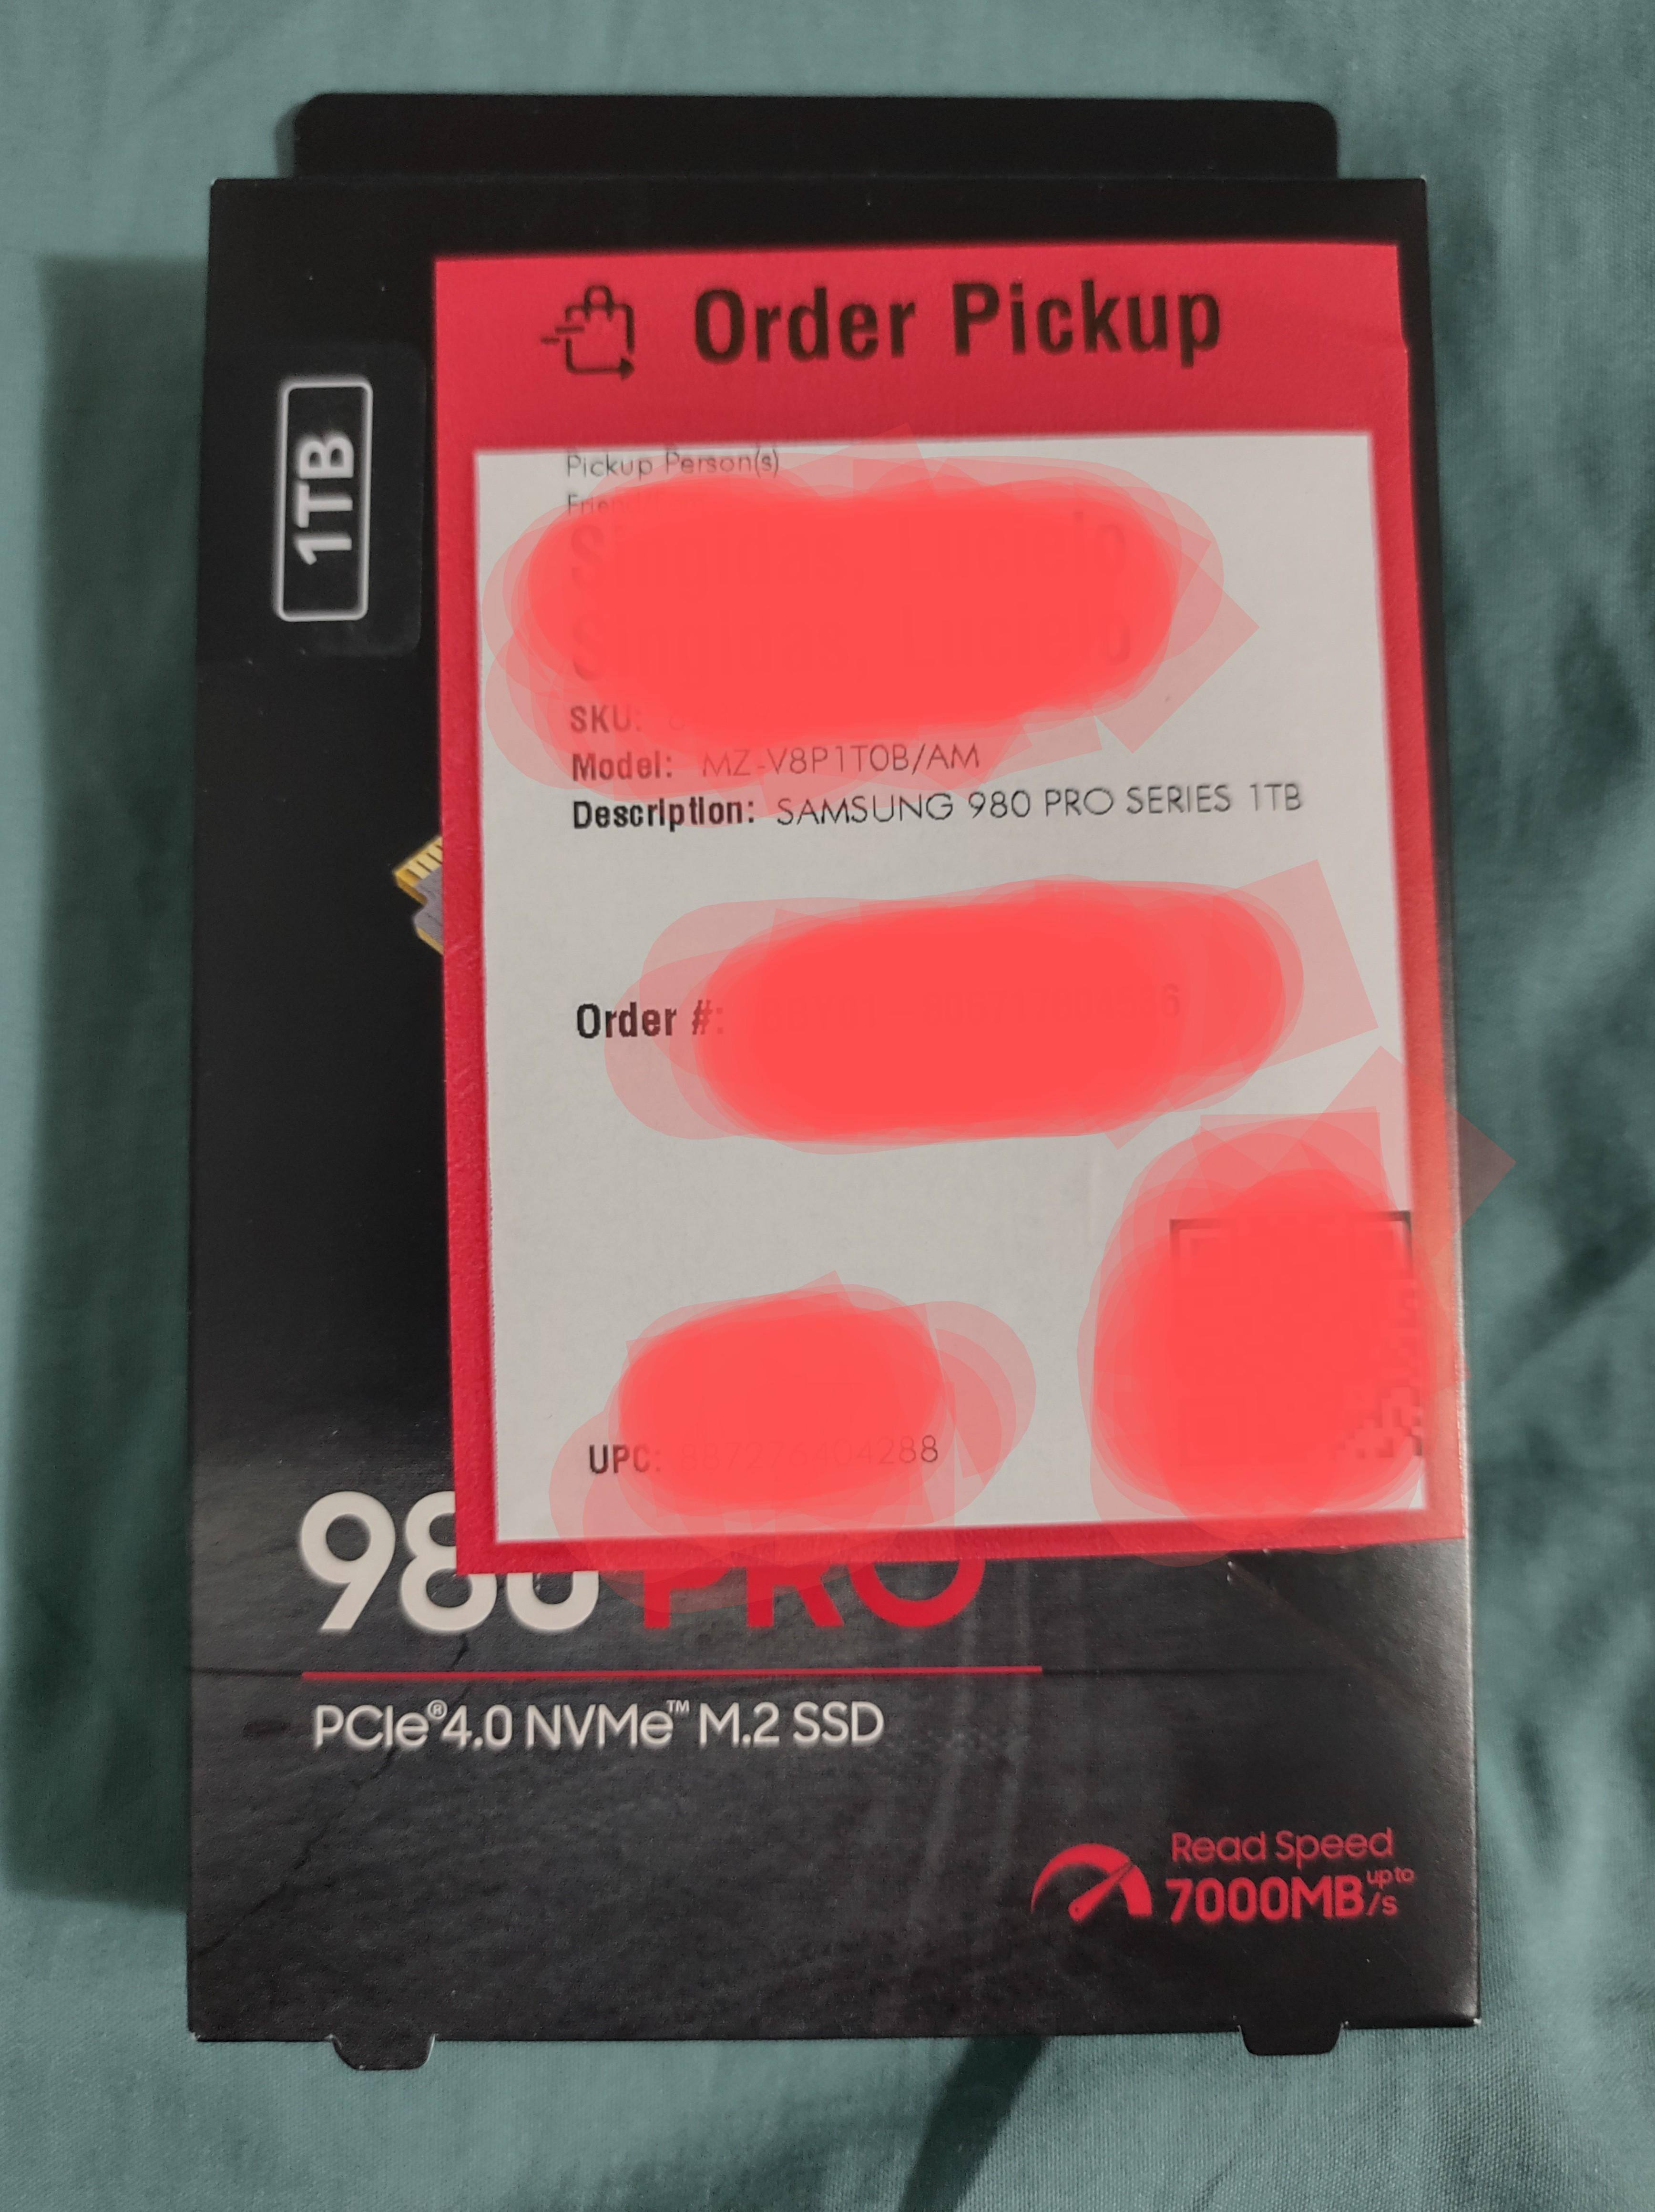 Order Pickup
1TB
Pickup Person(s)
SKU:
Model: MZ-V8P1T0B/AM
Description: SAMSUNG 980 PRO SERIES 1TB
Order #:
UPC:
980 PRO
PCIe®4.0 NVMe™ M.2 SSD
Read Speed
up to
7000MB/s